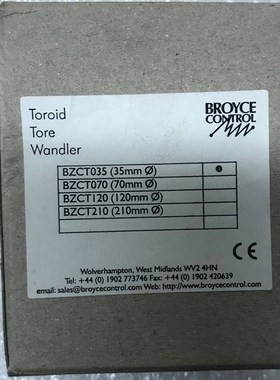 Toroid
Tore
Wandler
BROYCE
CONTROL
BZCT035 (35mm Ø)
BZCT070 (70mm Ø)
BZCT120 (120mm Ø)
BZCT210 (210mm Ø)
CE
Wolverhampton, West Midlands WV2 4HN
Tel: +44 (0) 1902 773746 Fax: +44 (0) 1902 420639
email: sales@broycecontrol.com Web: http://www.broycecontrol.com